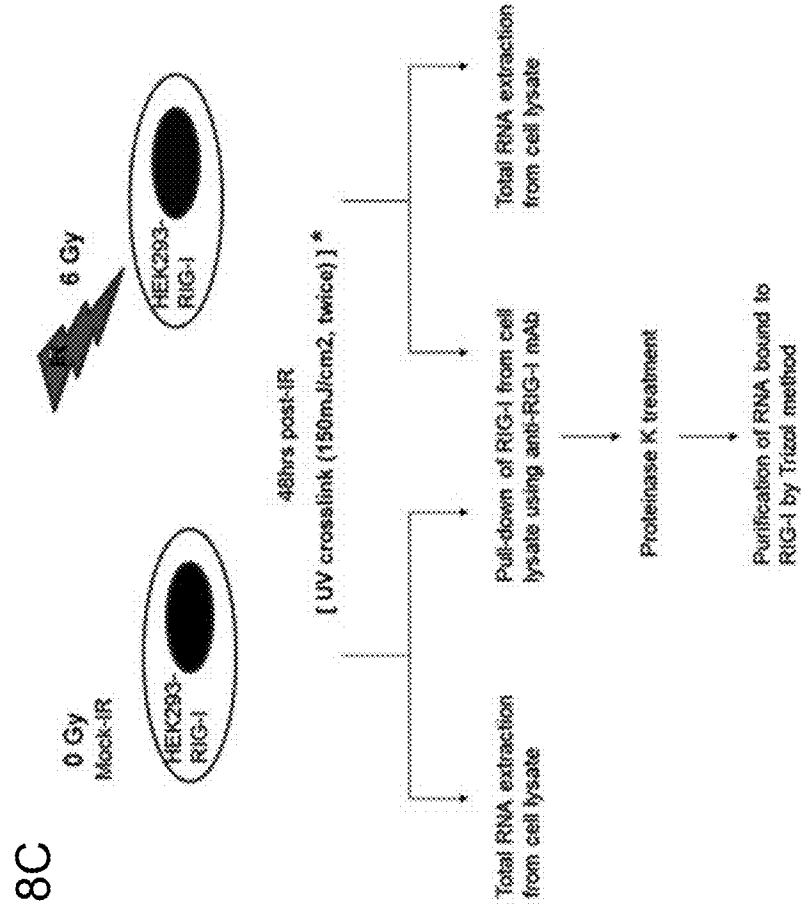 8C
0 Gy
Mock-IR
HEK293-
RIG-I
6 Gy
HEK293-
RIG-I
48hrs post-IR
[ UV crosslink (150mJ/cm2, twice) ] *
Total RNA extraction
from cell lysate
Pull-down of RIG-I from cell
lysate using anti-RIG-I mAb
Total RNA extraction
from cell lysate
Proteinase K treatment
Purification of RNA bound to
RIG-I by Trizol method